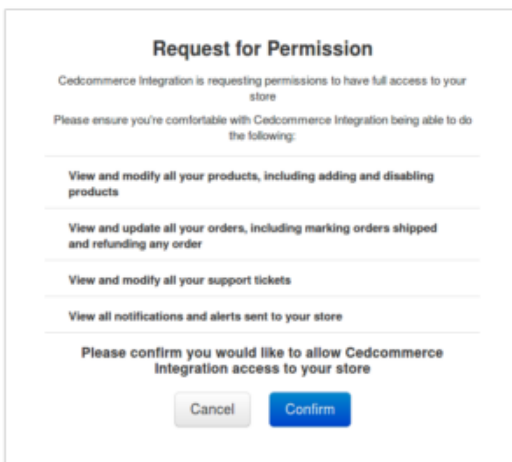 Request for Permission
Cedcommerce Integration is requesting permissions to have full access to your
store
Please ensure you're comfortable with Cedcommerce Integration being able to do
the following:
View and modify all your products, including adding and disabling
products
View and update all your orders, including marking orders shipped
and refunding any order
View and modify all your support tickets
View all notifications and alerts sent to your store
Please confirm you would like to allow Cedcommerce
Integration access to your store
Cancel
Confirm